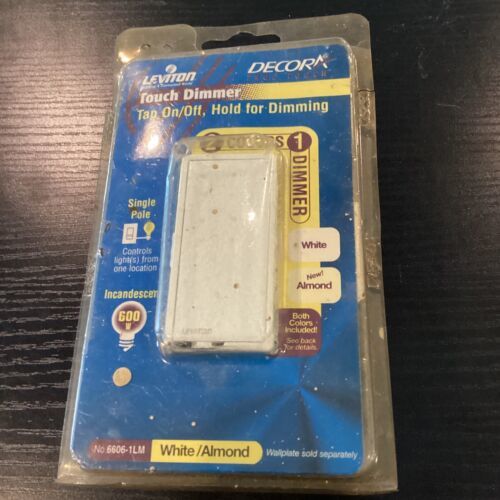 LEVITON
DECORA
Touch Dimmer
Tap On/Off, Hold for Dimming
2 COLORS 1 DIMMER
Single
Pole
Controls
light(s) from
one location
White
New!
Almond
Incandescent
600
W
Both
Colors
Included!
See back
for details.
LEVITON
No. 6606-1LM
White/Almond
Wallplate sold separately